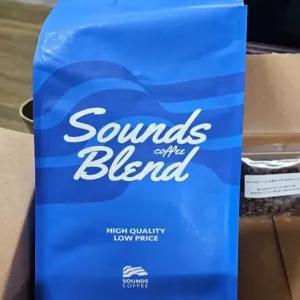 Sounds
coffee
Blend
HIGH QUALITY
LOW PRICE
SOUNDS
COFFEE